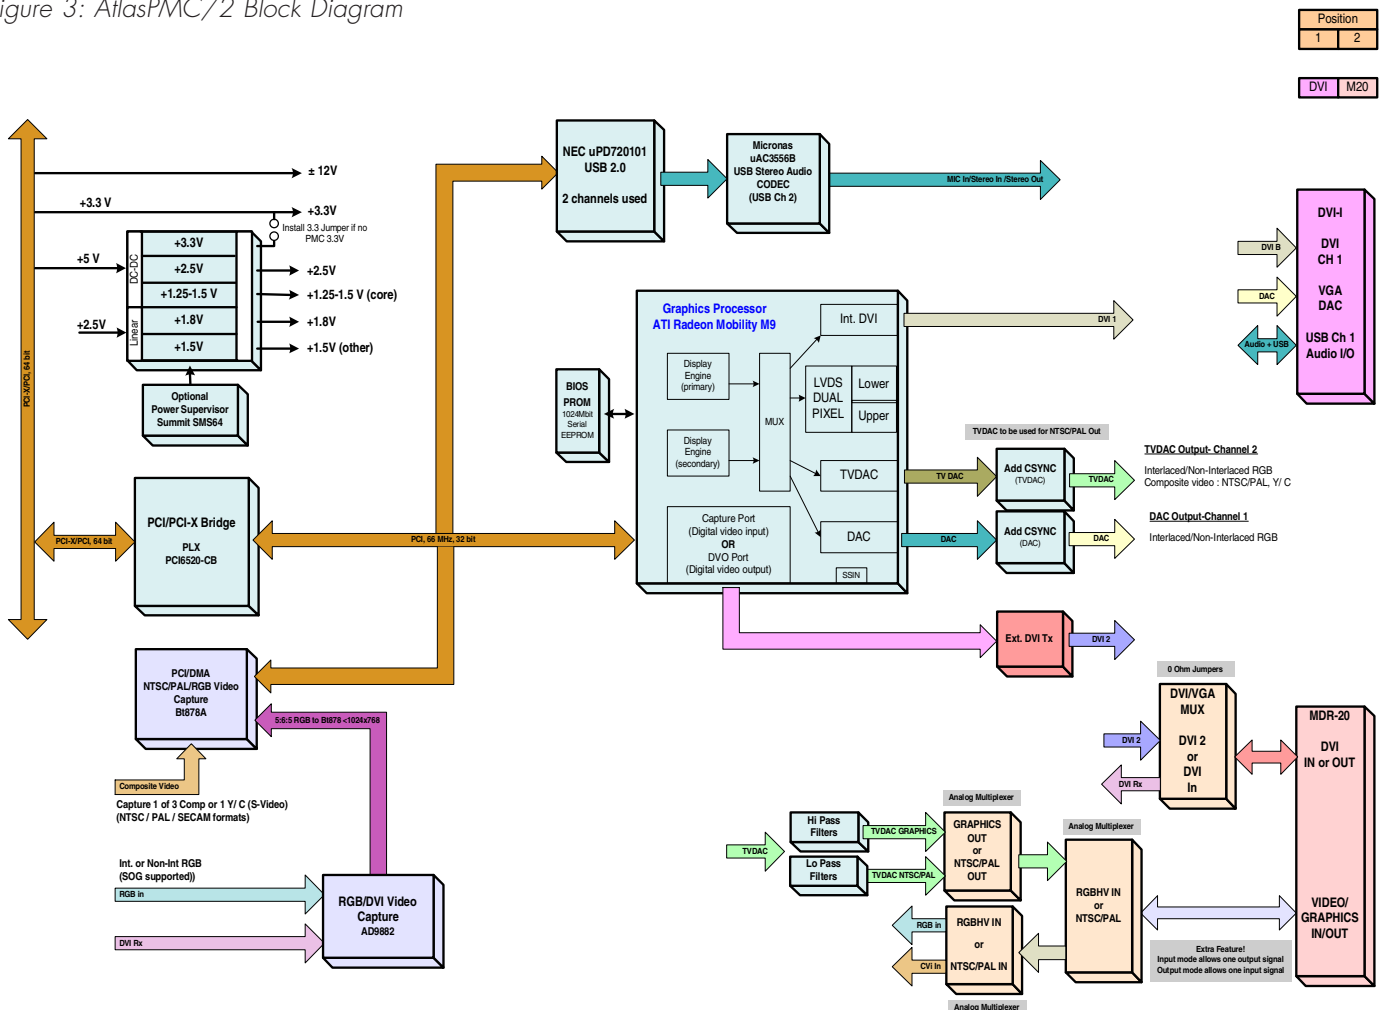 igure 3: AtlasPMC/2 Block Diagram
Position
1 2
DVI M20
± 12V
+3.3 V
+3.3V
Install 3.3 Jumper if no
PMC 3.3V
+5 V
DC-DC
+3.3V
+2.5V
+1.25-1.5 V
Linear
+1.8V
+1.5V
+2.5V
+2.5V
+1.25-1.5 V (core)
+1.8V
+1.5V (other)
Optional
Power Supervisor
Summit SMS64
PCI-X/PCI, 64 bit
PCI-X/PCI, 64 bit
PCI/PCI-X Bridge
PLX
PCI6520-CB
PCI, 66 MHz, 32 bit
NEC uPD720101
USB 2.0
2 channels used
Micronas
uAC3556B
USB Stereo Audio
CODEC
(USB Ch 2)
MIC In/Stereo In /Stereo Out
DVI-I
DVI
CH 1
VGA
DAC
USB Ch 1
Audio I/O
DVI B
DAC
Audio + USB
BIOS
PROM
1024Mbit
Serial
EEPROM
Graphics Processor
ATI Radeon Mobility M9
Int. DVI
Display
Engine
(primary)
Display
Engine
(secondary)
MUX
LVDS
DUAL
PIXEL
Lower
Upper
TVDAC
DAC
Capture Port
(Digital video input)
OR
DVO Port
(Digital video output)
SSIN
DVI 1
TVDAC to be used for NTSC/PAL Out
TV DAC
Add CSYNC
(TVDAC)
TVDAC
TVDAC Output- Channel 2
Interlaced/Non-Interlaced RGB
Composite video : NTSC/PAL, Y/ C
DAC
Add CSYNC
(DAC)
DAC
DAC Output-Channel 1
Interlaced/Non-Interlaced RGB
Ext. DVI Tx
DVI 2
PCI/DMA
NTSC/PAL/RGB Video
Capture
Bt878A
5:6:5 RGB to Bt878 <1024x768
Composite Video
Capture 1 of 3 Comp or 1 Y/ C (S-Video)
(NTSC / PAL / SECAM formats)
Int. or Non-Int RGB
(SOG supported))
RGB in
DVI Rx
RGB/DVI Video
Capture
AD9882
0 Ohm Jumpers
DVI/VGA
MUX
DVI 2
or
DVI
In
DVI 2
DVI Rx
MDR-20
DVI
IN or OUT
VIDEO/
GRAPHICS
IN/OUT
TVDAC
Hi Pass
Filters
Lo Pass
Filters
TVDAC GRAPHICS
TVDAC NTSC/PAL
Analog Multiplexer
GRAPHICS
OUT
or
NTSC/PAL
OUT
Analog Multiplexer
RGBHV IN
or
NTSC/PAL
RGB in
CVi In
RGBHV IN
or
NTSC/PAL IN
Analog Multiplexer
Extra Feature!
Input mode allows one output signal
Output mode allows one input signal